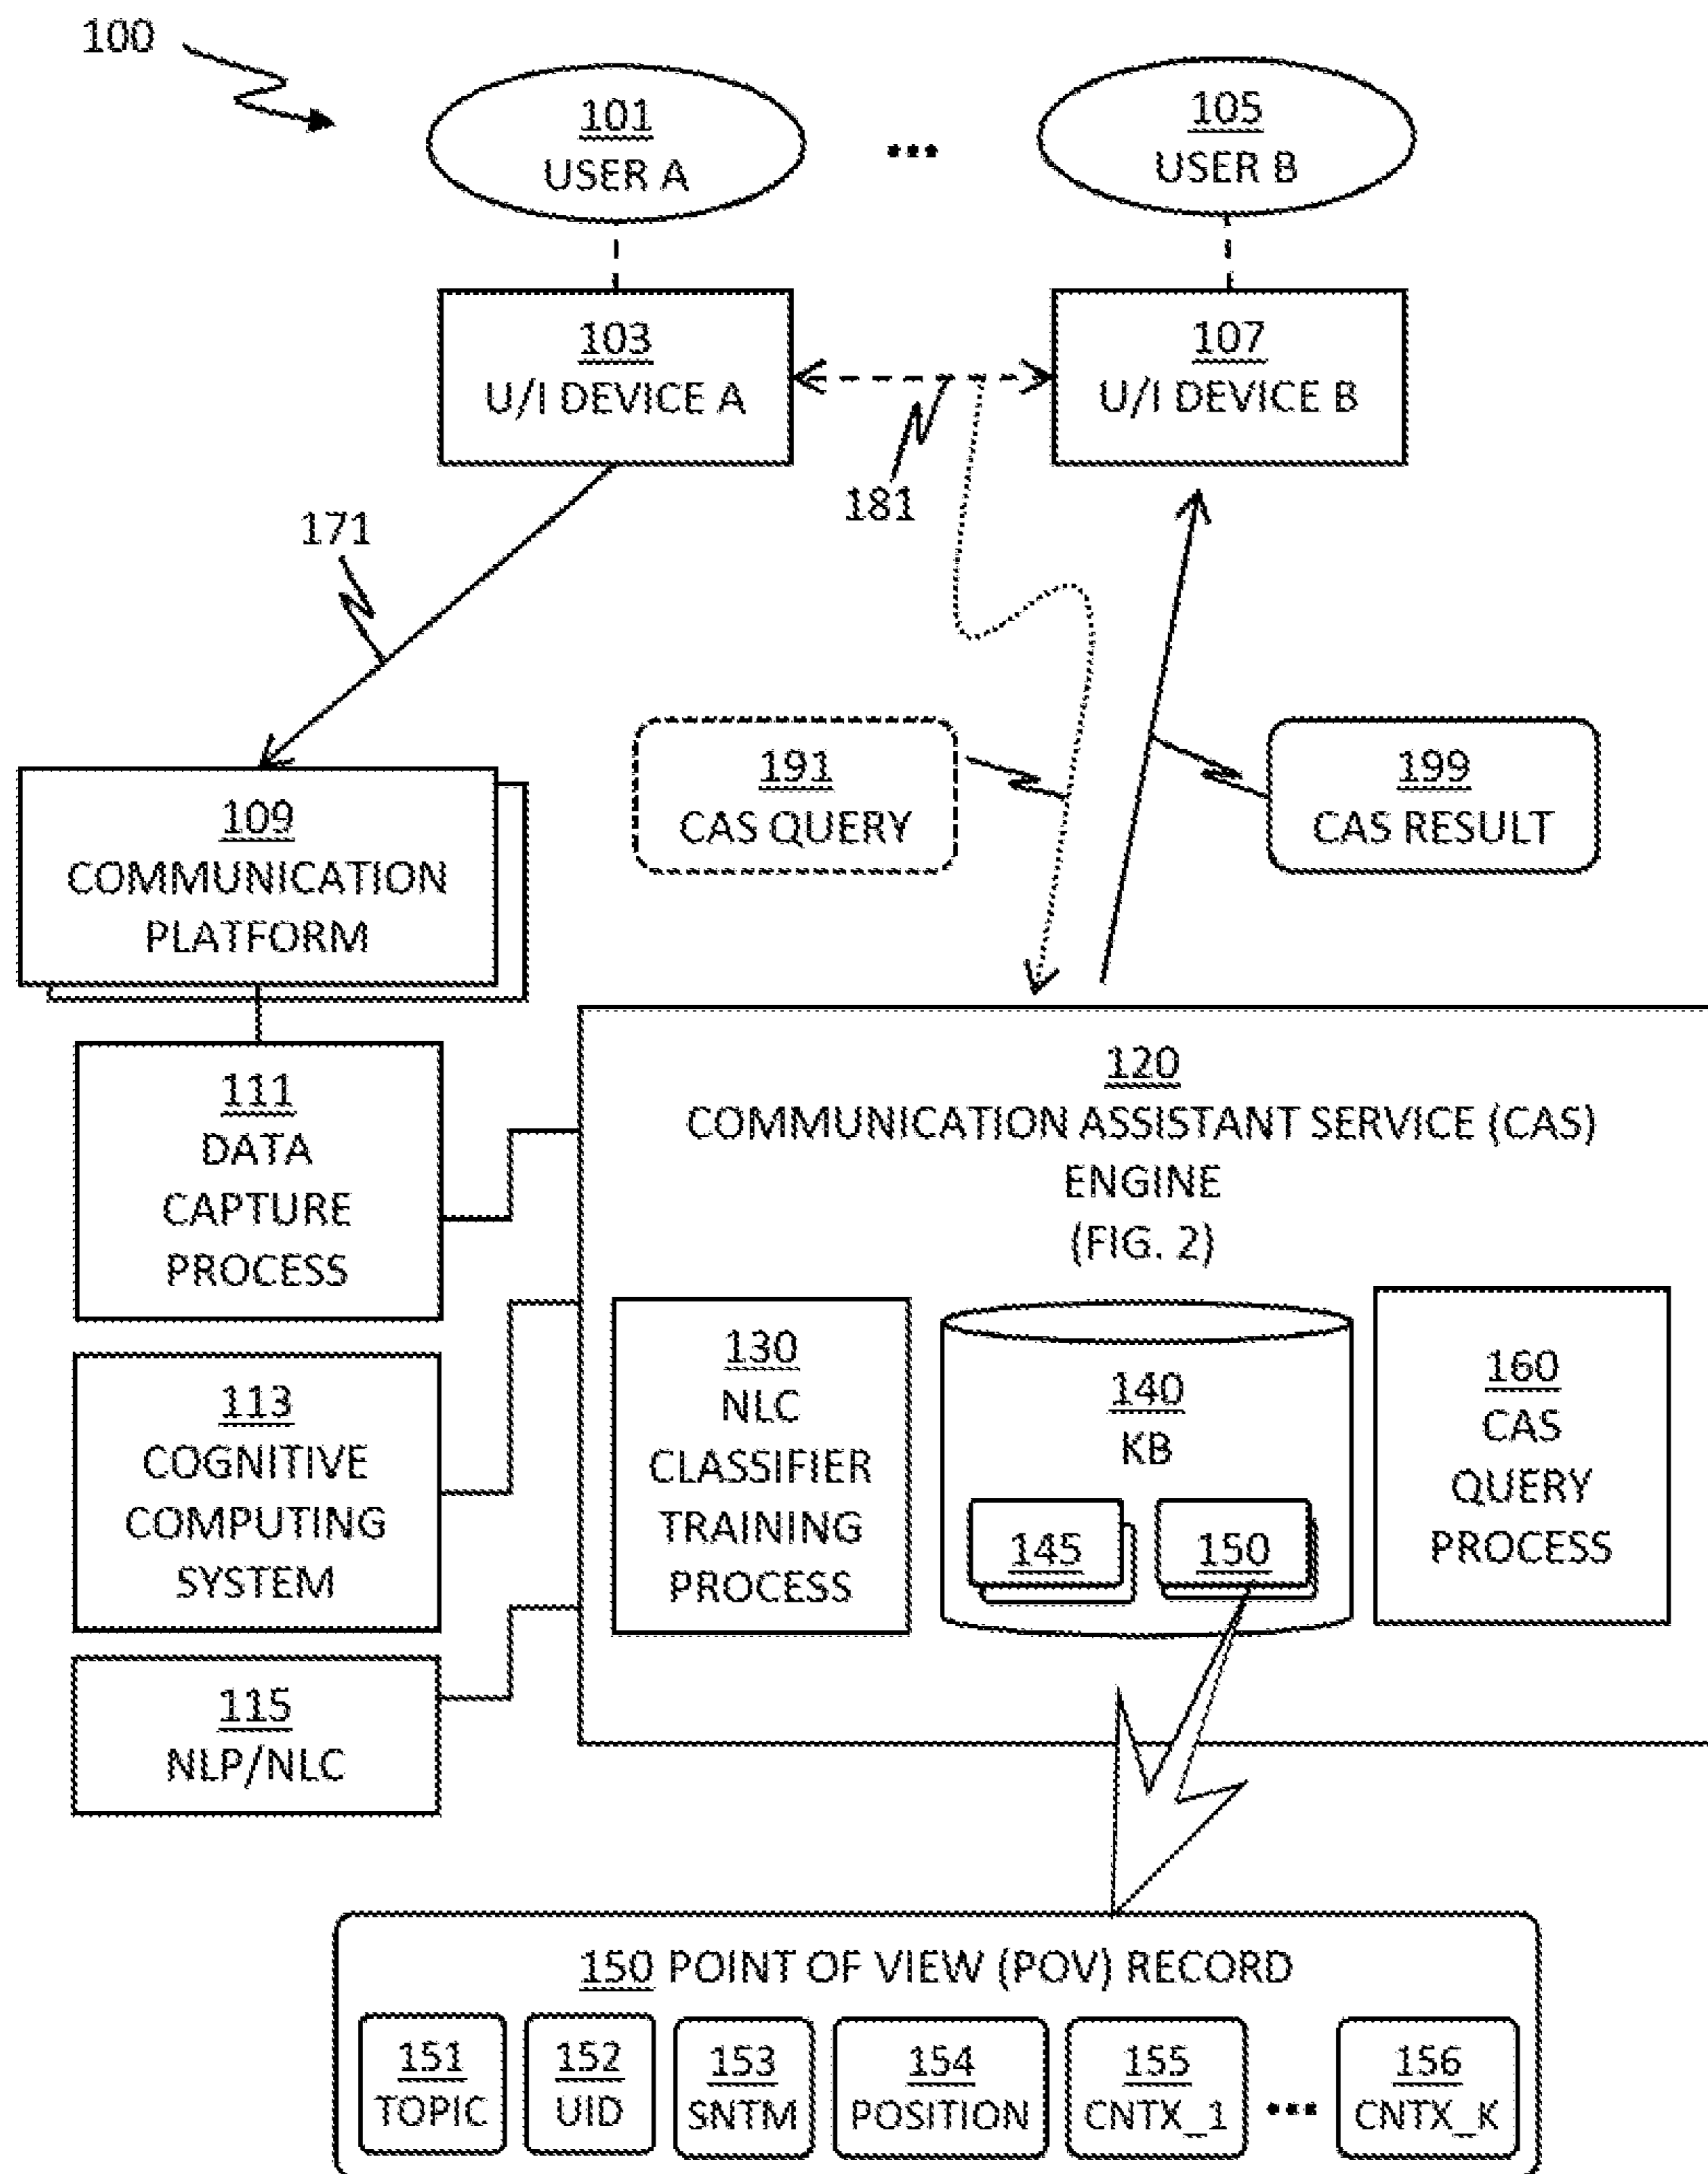 100
101
USER A
...
105
USER B
103
U/I DEVICE A
107
U/I DEVICE B
181
171
191
CAS QUERY
199
CAS RESULT
109
COMMUNICATION
PLATFORM
111
DATA
CAPTURE
PROCESS
120
COMMUNICATION ASSISTANT SERVICE (CAS)
ENGINE
(FIG. 2)
113
COGNITIVE
COMPUTING
SYSTEM
130
NLC
CLASSIFIER
TRAINING
PROCESS
140
KB
145
150
160
CAS
QUERY
PROCESS
115
NLP/NLC
150 POINT OF VIEW (POV) RECORD
151
TOPIC
152
UID
153
SNTM
154
POSITION
155
CNTX_1
...
156
CNTX_K